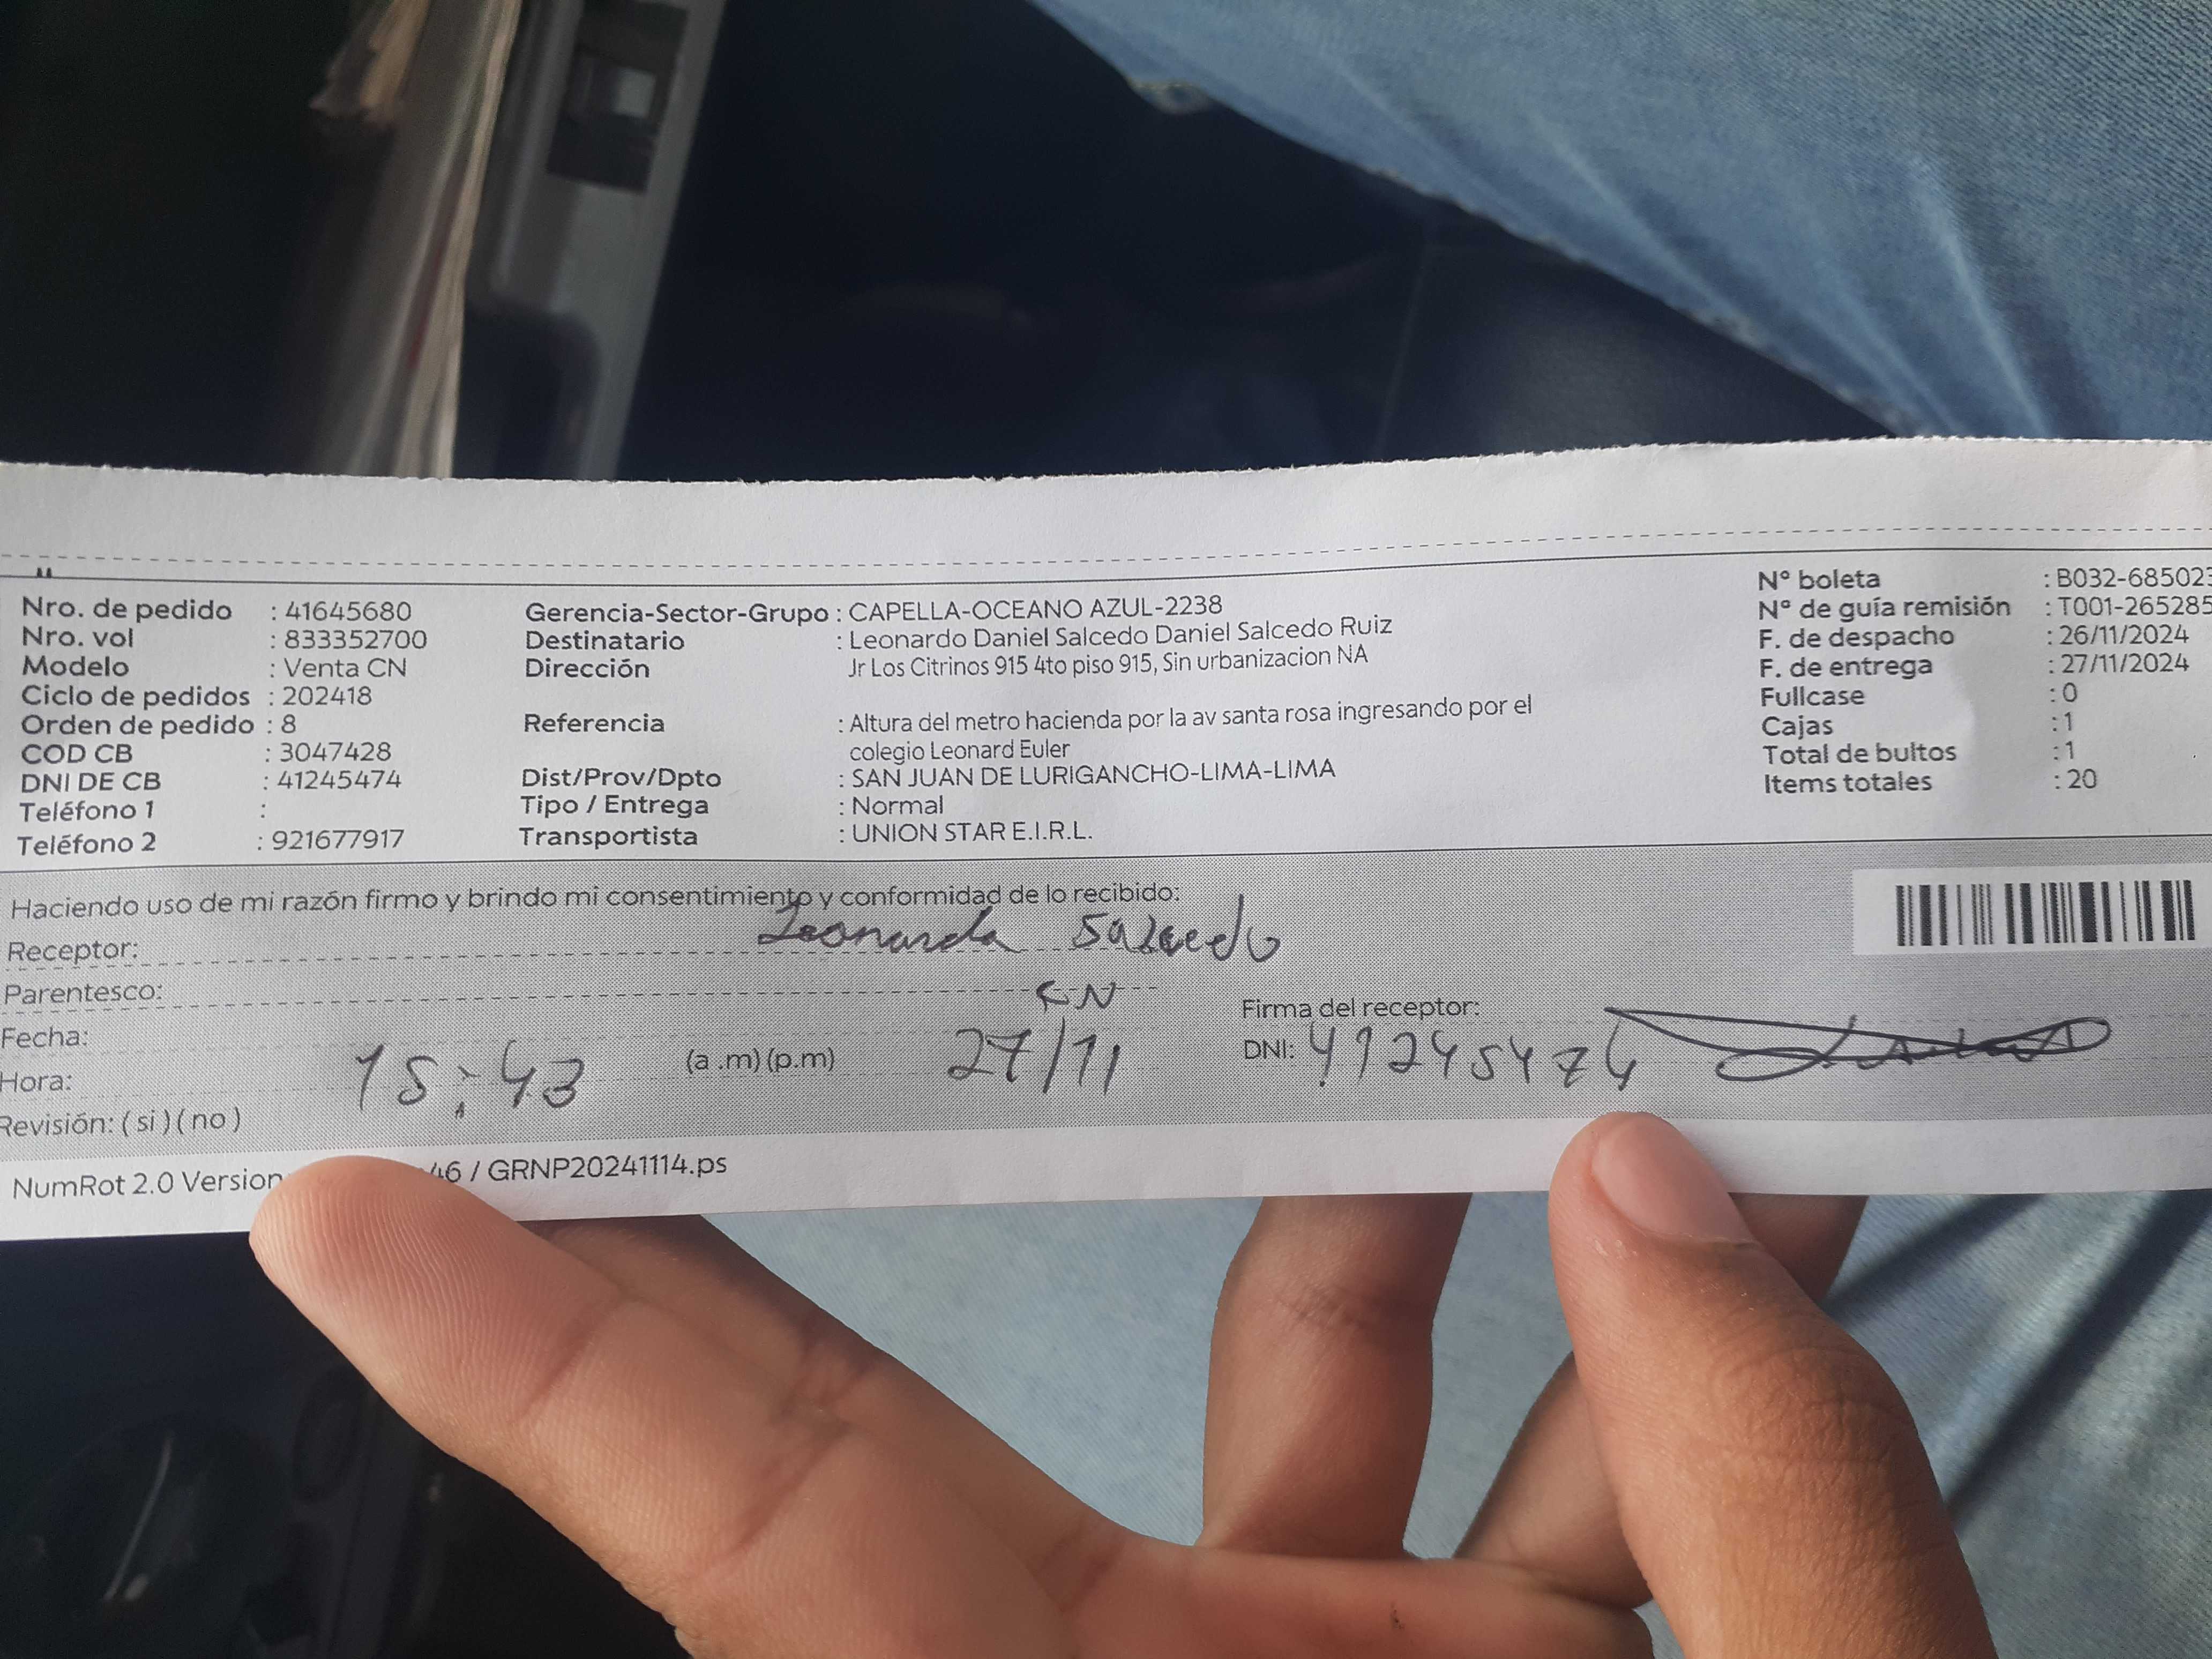 Nro. de pedido : 41645680
Nro. vol : 833352700
Modelo : Venta CN
Ciclo de pedidos : 202418
Orden de pedido : 8
COD CB : 3047428
DNI DE CB : 41245474
Teléfono 1 :
Teléfono 2 : 921677917
Gerencia-Sector-Grupo : CAPELLA-OCEANO AZUL-2238
Destinatario : Leonardo Daniel Salcedo Daniel Salcedo Ruiz
Dirección Jr Los Citrinos 915 4to piso 915, Sin urbanizacion NA
Referencia : Altura del metro hacienda por la av santa rosa ingresando por el
colegio Leonard Euler
Dist/Prov/Dpto : SAN JUAN DE LURIGANCHO-LIMA-LIMA
Tipo / Entrega : Normal
Transportista : UNION STAR E.I.R.L.
N° boleta : B032-685023
N° de guía remisión : T001-265285
F. de despacho : 26/11/2024
F. de entrega : 27/11/2024
Fullcase : 0
Cajas : 1
Total de bultos : 1
Items totales : 20
Haciendo uso de mi razón firmo y brindo mi consentimiento y conformidad de lo recibido:
Receptor: Leonardo Salcedo
Parentesco:
Fecha: 27/11
Hora: 15:43 (a .m) (p.m)
Revisión: ( si ) ( no )
Firma del receptor:
DNI: 41245474
NumRot 2.0 Version 46 / GRNP20241114.ps